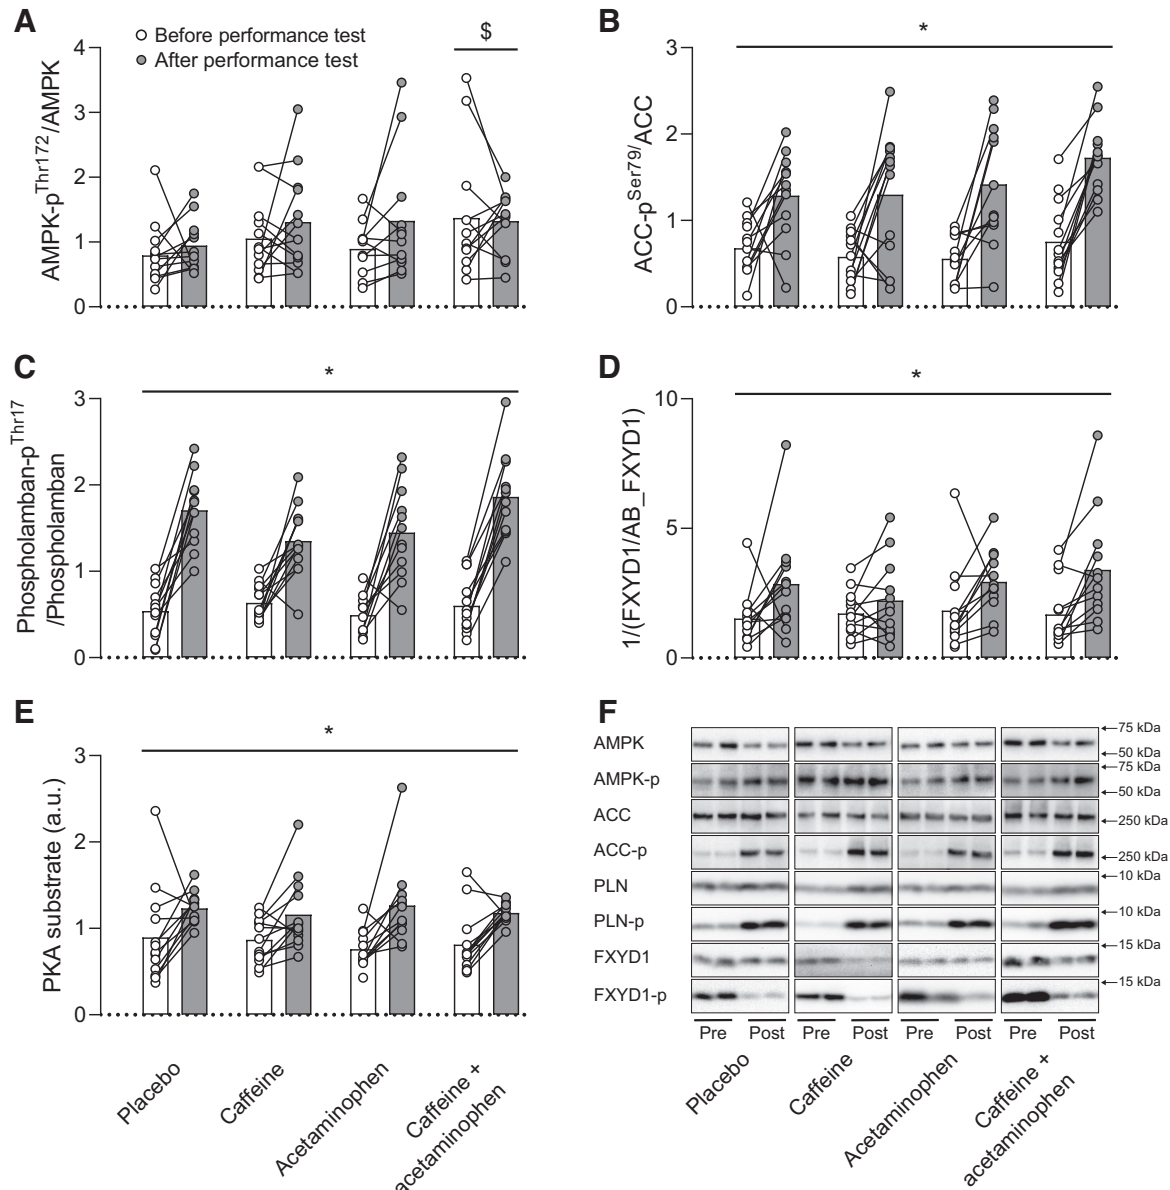 A
Before performance test
After performance test
$
AMPK-pThr172/AMPK
4
3
2
1
0
B
*
ACC-pSer79/ACC
3
2
1
0
C
*
Phospholamban-pThr17
/Phospholamban
3
2
1
0
D
*
1/(FXYD1/AB_FXYD1)
10
5
0
E
*
PKA substrate (a.u.)
3
2
1
0
Placebo
Caffeine
Acetaminophen
Caffeine +
acetaminophen
F
AMPK
←75 kDa
←50 kDa
AMPK-p
←75 kDa
←50 kDa
ACC
←250 kDa
ACC-p
←250 kDa
PLN
←10 kDa
PLN-p
←10 kDa
FXYD1
←15 kDa
FXYD1-p
←15 kDa
Pre Post Pre Post Pre Post Pre Post
Placebo
Caffeine
Acetaminophen
Caffeine +
acetaminophen